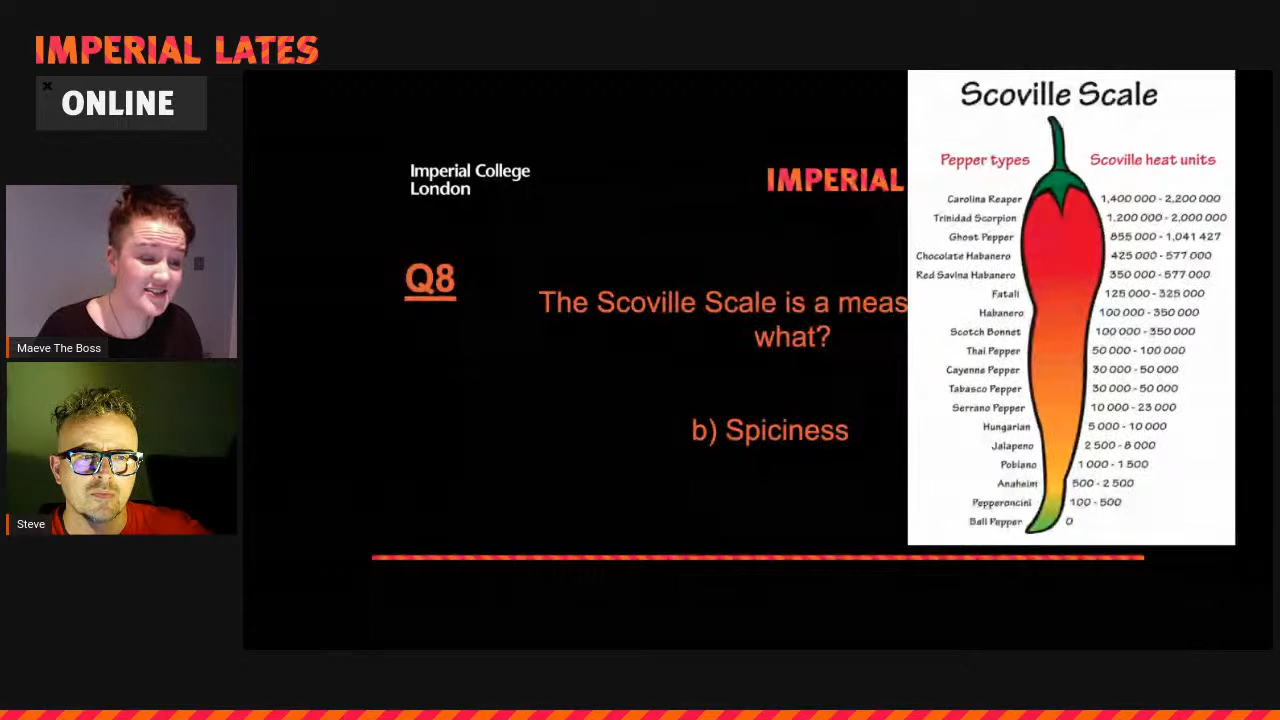 IMPERIAL LATES
ONLINE
Maeve The Boss
Steve
Imperial College
London
IMPERIAL
Q8
The Scoville Scale is a meas
what?
b) Spiciness
Scoville Scale
Pepper types Scoville heat units
Carolina Reaper 1,400 000 - 2,200 000
Trinidad Scorpion 1.200 000 - 2,000 000
Ghost Pepper 855 000 - 1,041 427
Chocolate Habanero 425 000 - 577 000
Red Savina Habanero 350 000 - 577 000
Fatali 125 000 - 325 000
Habanero 100 000 - 350 000
Scotch Bonnet 100 000 - 350 000
Thai Pepper 50 000 - 100 000
Cayenne Pepper 30 000 - 50 000
Tabasco Pepper 30 000 - 50 000
Serrano Pepper 10 000 - 23 000
Hungarian 5 000 - 10 000
Jalapeno 2 500 - 8 000
Poblano 1 000 - 1 500
Anaheim 500 - 2 500
Pepperoncini 100 - 500
Bell Pepper 0